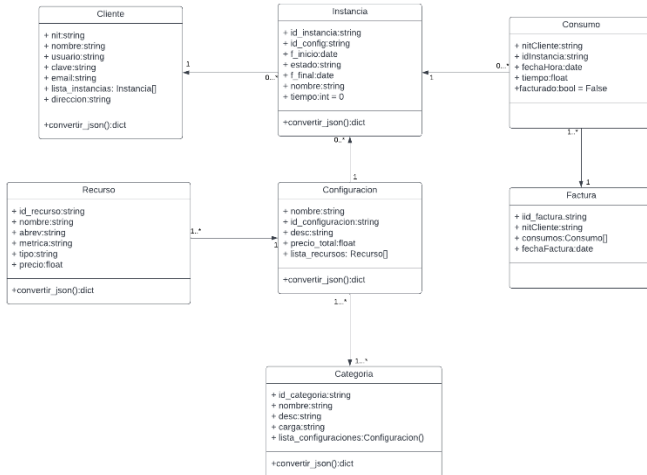 Cliente
+ nit:string
+ nombre:string
+ usuario:string
+ clave:string
+ email:string
+ lista_instancias: Instancia[]
+ direccion:string
+convertir_json():dict
1
0...*
Instancia
+ id_instancia:string
+ id_config:string
+ f_inicio:date
+ estado:string
+ f_final:date
+ nombre:string
+ tiempo:int = 0
+convertir_json():dict
1
0...*
Consumo
+ nitCliente:string
+ idInstancia:string
+ fechaHora:date
+ tiempo:float
+facturado:bool = False
1..*
1
0...*
1
Recurso
+ id_recurso:string
+ nombre:string
+ abrev:string
+ metrica:string
+ tipo:string
+ precio:float
+convertir_json():dict
1..*
1
Configuracion
+ nombre:string
+ id_configuracion:string
+ desc:string
+ precio_total:float
+ lista_recursos: Recurso[]
+convertir_json():dict
Factura
+ iid_factura.string
+ nitCliente:string
+ consumos:Consumo[]
+ fechaFactura:date
1...*
1...*
Categoria
+ id_categoria:string
+ nombre:string
+ desc:string
+ carga:string
+ lista_configuraciones:Configuracion()
+convertir_json():dict